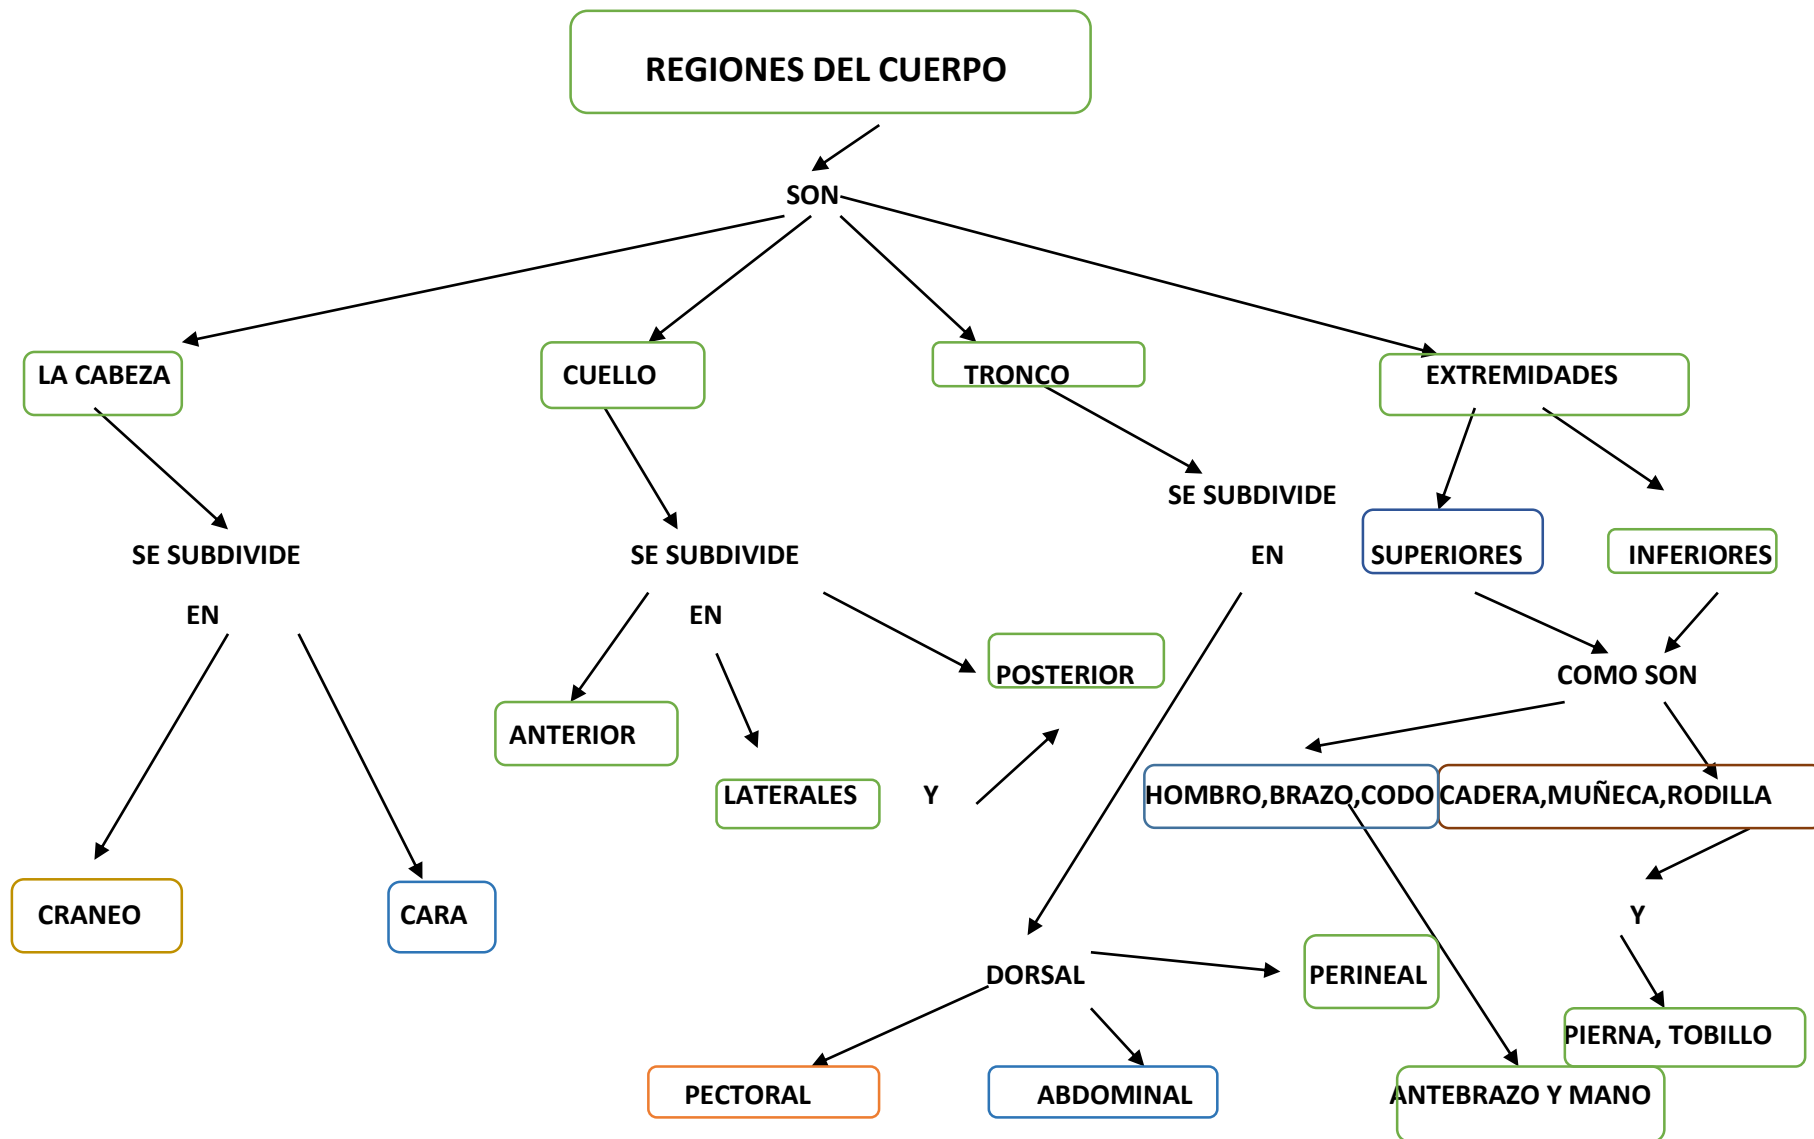 REGIONES DEL CUERPO
SON
LA CABEZA
CUELLO
TRONCO
EXTREMIDADES
SE SUBDIVIDE
EN
SE SUBDIVIDE
EN
SE SUBDIVIDE
EN
SUPERIORES
INFERIORES
COMO SON
ANTERIOR
LATERALES
Y
POSTERIOR
HOMBRO,BRAZO,CODO
CADERA,MUÑECA,RODILLA
Y
CRANEO
CARA
DORSAL
PERINEAL
PECTORAL
ABDOMINAL
PIERNA, TOBILLO
ANTEBRAZO Y MANO